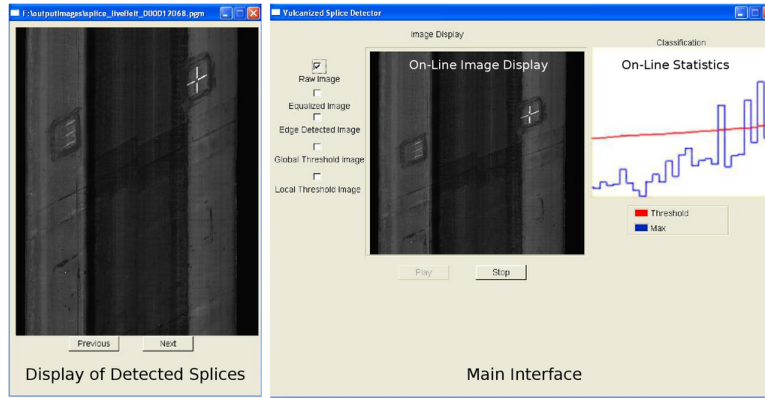 F:\outputimages\splice_liveBelt_000012068.pgm
Previous
Next
Display of Detected Splices
Vulcanized Splice Detector
Image Display
Classification
Raw Image
Equalized Image
Edge Detected Image
Global Threshold Image
Local Threshold Image
On-Line Image Display
On-Line Statistics
Threshold
Max
Play
Stop
Main Interface